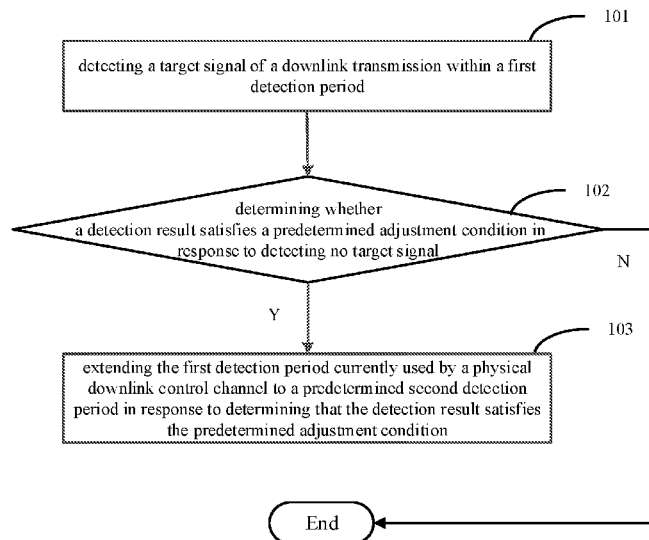 101
detecting a target signal of a downlink transmission within a first
detection period
102
determining whether
a detection result satisfies a predetermined adjustment condition in
response to detecting no target signal
N
Y
103
extending the first detection period currently used by a physical
downlink control channel to a predetermined second detection
period in response to determining that the detection result satisfies
the predetermined adjustment condition
End